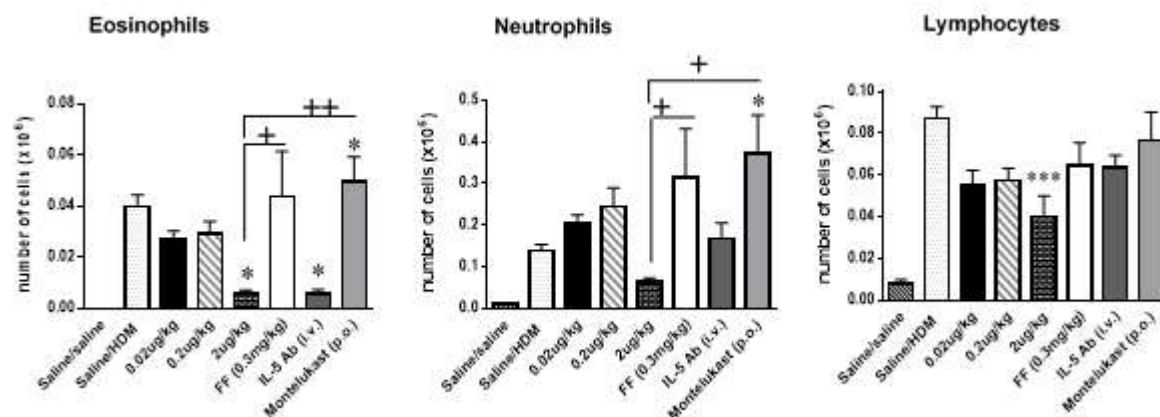 Eosinophils
number of cells (x10⁶)
0.08
0.06
0.04
0.02
0.00
++
+
*
*
*
Saline/saline
Saline/HDM
0.02ug/kg
0.2ug/kg
2ug/kg
FF (0.3mg/kg)
IL-5 Ab (i.v.)
Montelukast (p.o.)
Neutrophils
number of cells (x10⁶)
0.5
0.4
0.3
0.2
0.1
0.0
+
+
*
Saline/saline
Saline/HDM
0.02ug/kg
0.2ug/kg
2ug/kg
FF (0.3mg/kg)
IL-5 Ab (i.v.)
Montelukast (p.o.)
Lymphocytes
number of cells (x10⁶)
0.10
0.08
0.06
0.04
0.02
0.00
***
Saline/saline
Saline/HDM
0.02ug/kg
0.2ug/kg
2ug/kg
FF (0.3mg/kg)
IL-5 Ab (i.v.)
Montelukast (p.o.)